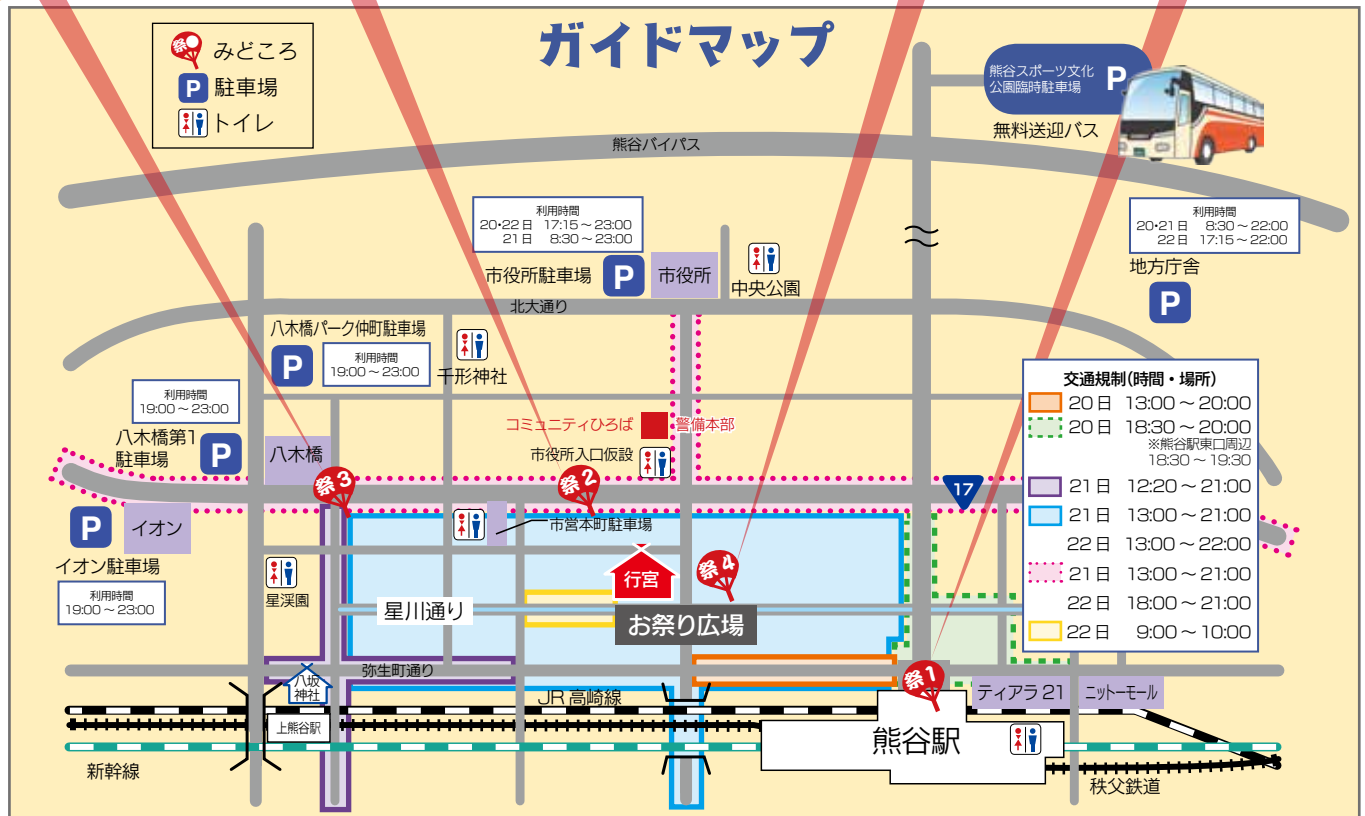 ガイドマップ
祭 みどころ
P 駐車場
トイレ
熊谷スポーツ文化
公園臨時駐車場
P
無料送迎バス
熊谷バイパス
利用時間
20・22日 17:15～23:00
21日 8:30～23:00
市役所駐車場
P
市役所
中央公園
利用時間
20・21日 8:30～22:00
22日 17:15～22:00
地方庁舎
P
北大通り
八木橋パーク仲町駐車場
P
利用時間
19:00～23:00
千形神社
利用時間
19:00～23:00
八木橋第1
駐車場
P
八木橋
コミュニティひろば
警備本部
市役所入口仮設
交通規制(時間・場所)
20日 13:00～20:00
20日 18:30～20:00
※熊谷駅東口周辺
18:30～19:30
21日 12:20～21:00
21日 13:00～21:00
22日 13:00～22:00
21日 13:00～21:00
22日 18:00～21:00
22日 9:00～10:00
祭3
祭2
17
P
イオン
イオン駐車場
利用時間
19:00～23:00
市営本町駐車場
星渓園
行宮
祭4
星川通り
お祭り広場
弥生町通り
八坂
神社
祭1
ティアラ21
ニットーモール
JR高崎線
上熊谷駅
熊谷駅
新幹線
秩父鉄道